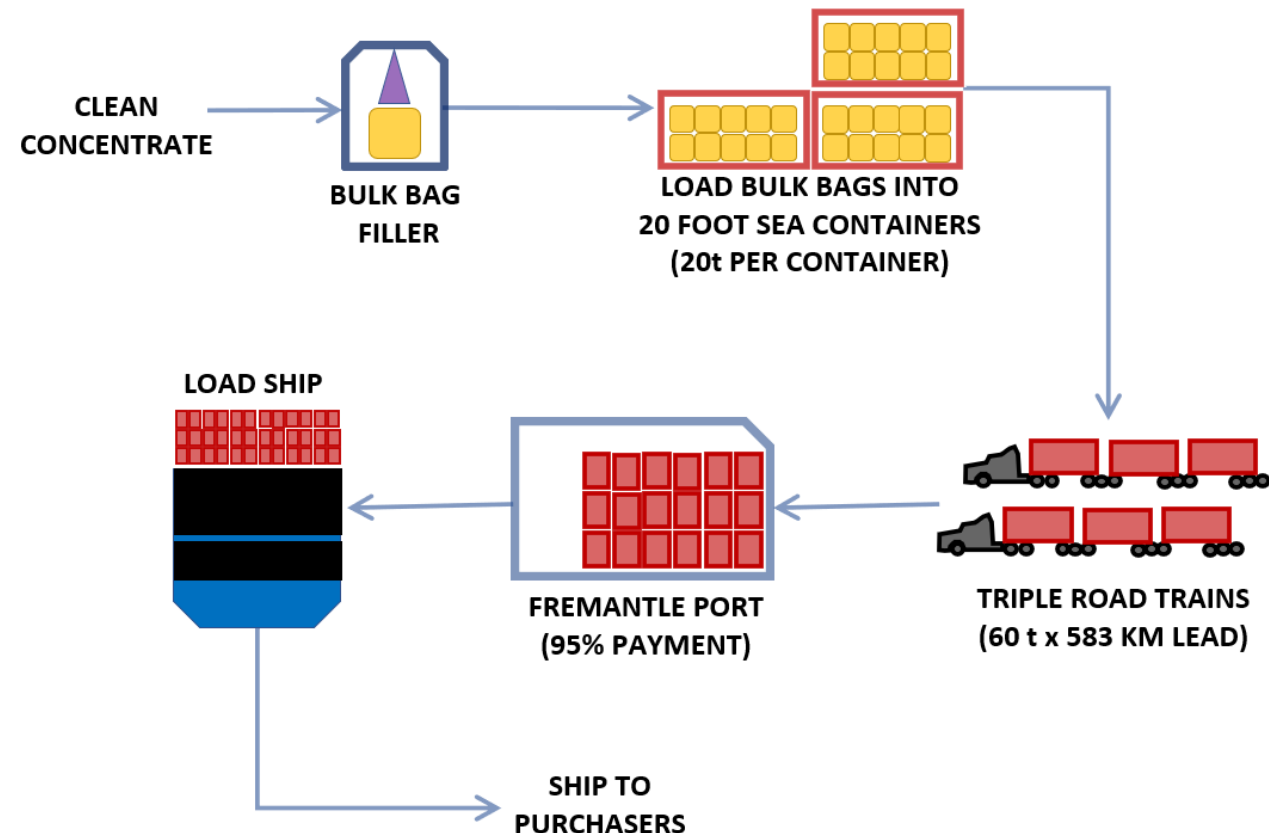 CLEAN
CONCENTRATE
BULK BAG
FILLER
LOAD BULK BAGS INTO
20 FOOT SEA CONTAINERS
(20t PER CONTAINER)
TRIPLE ROAD TRAINS
(60 t x 583 KM LEAD)
FREMANTLE PORT
(95% PAYMENT)
LOAD SHIP
SHIP TO
PURCHASERS